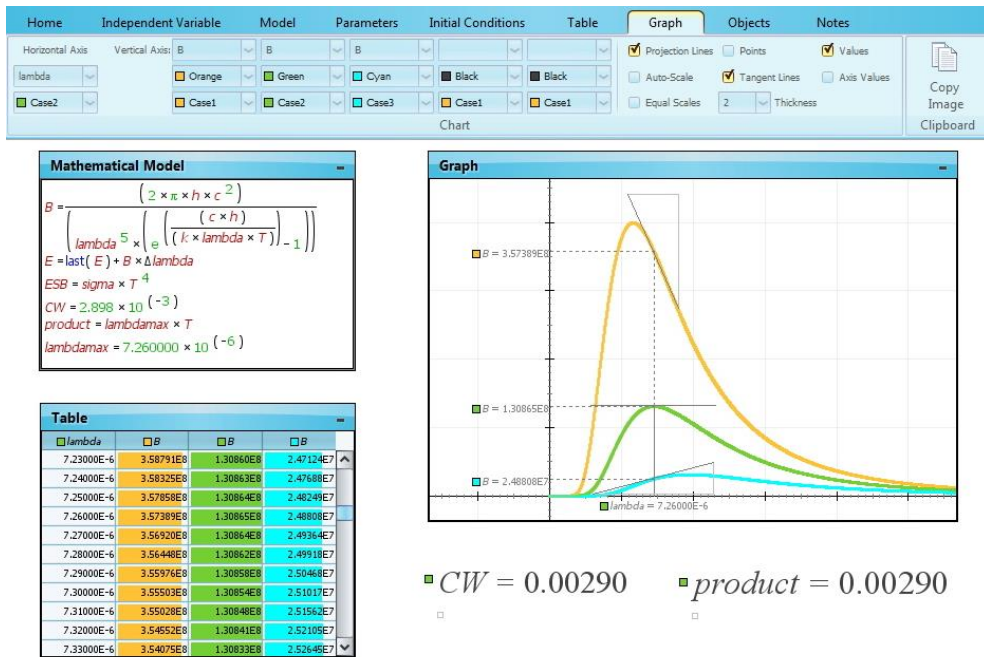 Home Independent Variable Model Parameters Initial Conditions Table Graph Objects Notes
Horizontal Axis Vertical Axis: B B B Projection Lines Points Values
lambda Orange Green Cyan Black Black Auto-Scale Tangent Lines Axis Values
Case2 Case1 Case2 Case3 Case1 Case1 Equal Scales 2 Thickness
Copy
Image
Chart Clipboard
Mathematical Model
B = ( 2 × π × h × c ^2 ) / ( lambda ^5 × ( e ^( ( c × h ) / ( k × lambda × T ) ) - 1 ) )
E = last( E ) + B × Δlambda
ESB = sigma × T ^4
CW = 2.898 × 10 ^(-3)
product = lambdamax × T
lambdamax = 7.260000 × 10 ^(-6)
Graph
B = 3.57389E8
B = 1.30865E8
B = 2.48808E7
lambda = 7.26000E-6
Table
lambda B B B
7.23000E-6 3.58791E8 1.30860E8 2.47124E7
7.24000E-6 3.58325E8 1.30863E8 2.47688E7
7.25000E-6 3.57858E8 1.30864E8 2.48249E7
7.26000E-6 3.57389E8 1.30865E8 2.48808E7
7.27000E-6 3.56920E8 1.30864E8 2.49364E7
7.28000E-6 3.56448E8 1.30862E8 2.49918E7
7.29000E-6 3.55976E8 1.30858E8 2.50468E7
7.30000E-6 3.55503E8 1.30854E8 2.51017E7
7.31000E-6 3.55028E8 1.30848E8 2.51562E7
7.32000E-6 3.54552E8 1.30841E8 2.52105E7
7.33000E-6 3.54075E8 1.30833E8 2.52645E7
CW = 0.00290 product = 0.00290